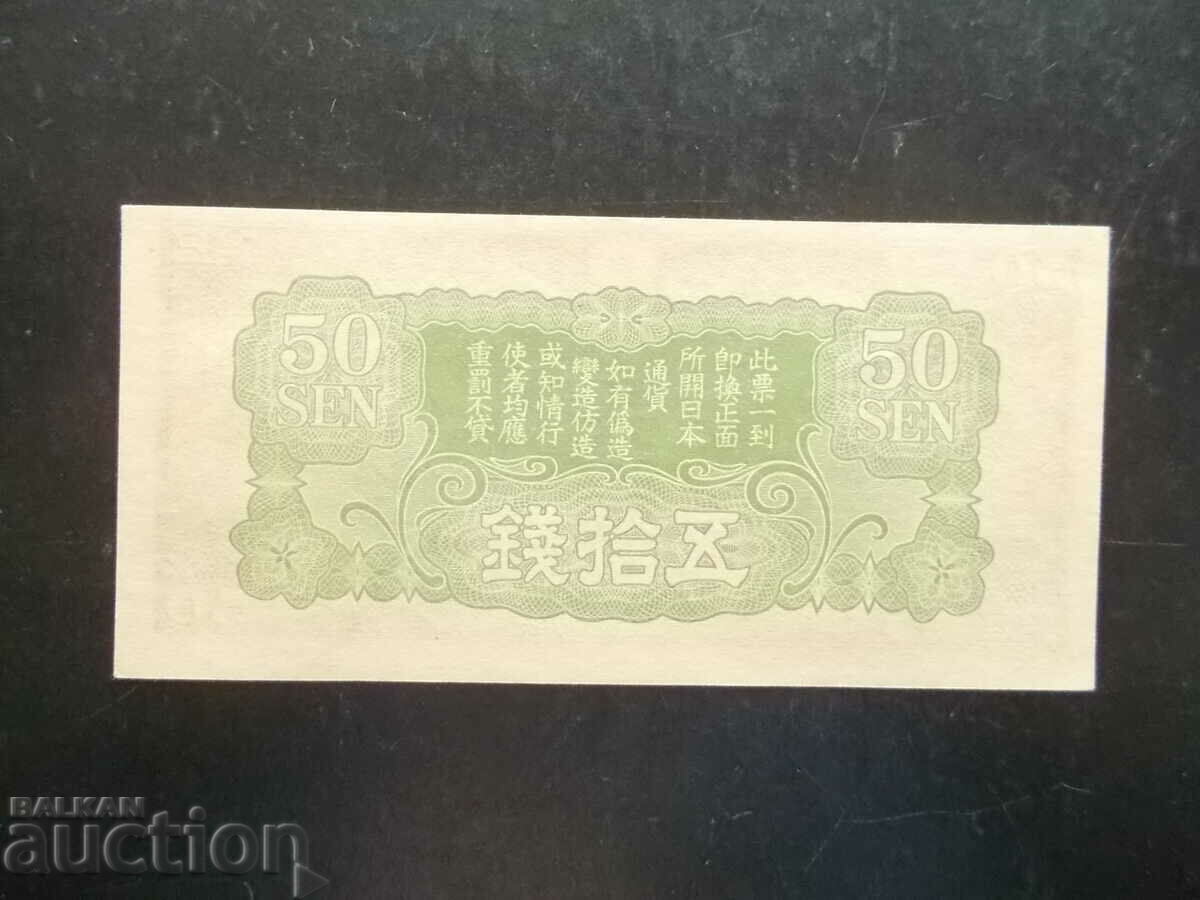 50
SEN
50
SEN
此票一到
即換正面
所開日本
通貨
如有偽造
變造仿造
或知情行
使者均應
重罰不貸
五拾錢
BALKAN
auction